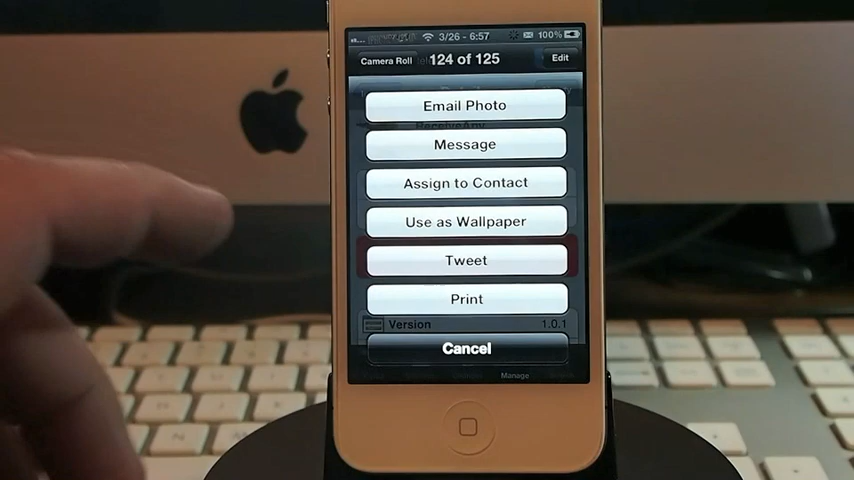 3/26 - 6:57
100%
Camera Roll
124 of 125
Edit
Email Photo
Message
Assign to Contact
Use as Wallpaper
Tweet
Print
Version
1.0.1
Cancel
Manage